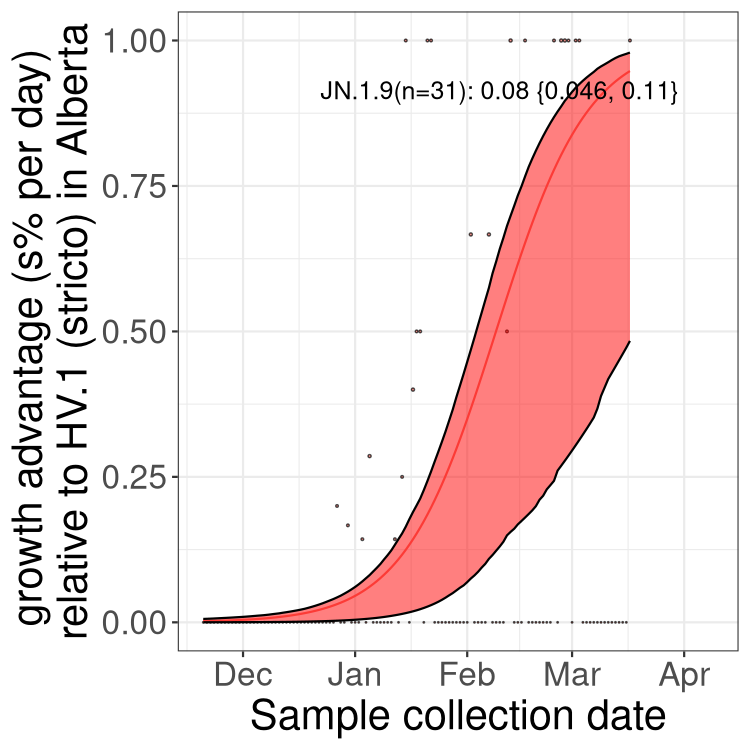 growth advantage (s% per day)
relative to HV.1 (stricto) in Alberta
1.00
0.75
0.50
0.25
0.00
JN.1.9(n=31): 0.08 {0.046, 0.11}
Dec Jan Feb Mar Apr
Sample collection date